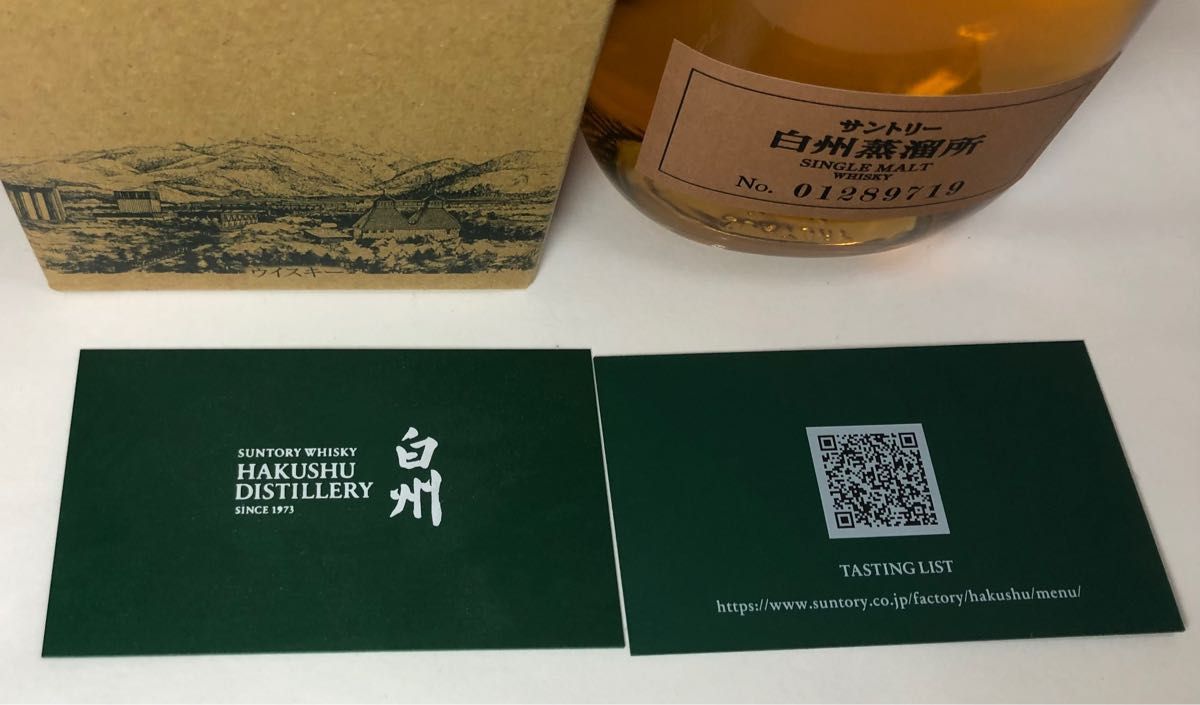 ウイスキー
サントリー
白州蒸溜所
SINGLE MALT
WHISKY
No. 01289719
SUNTORY WHISKY
HAKUSHU
DISTILLERY
SINCE 1973
白州
TASTING LIST
https://www.suntory.co.jp/factory/hakushu/menu/